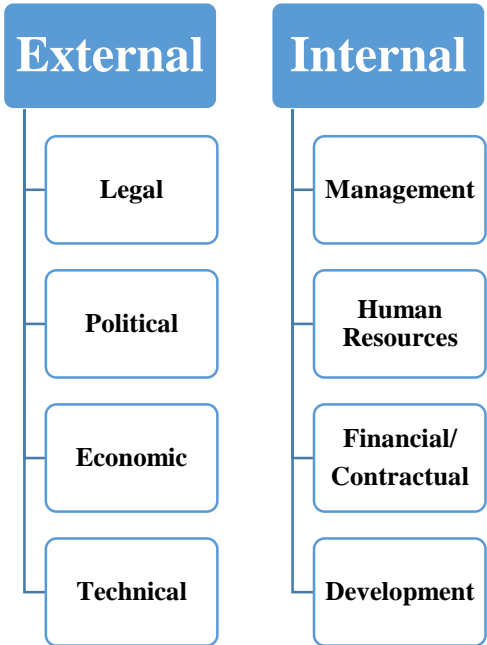 External
Legal
Political
Economic
Technical
Internal
Management
Human
Resources
Financial/
Contractual
Development